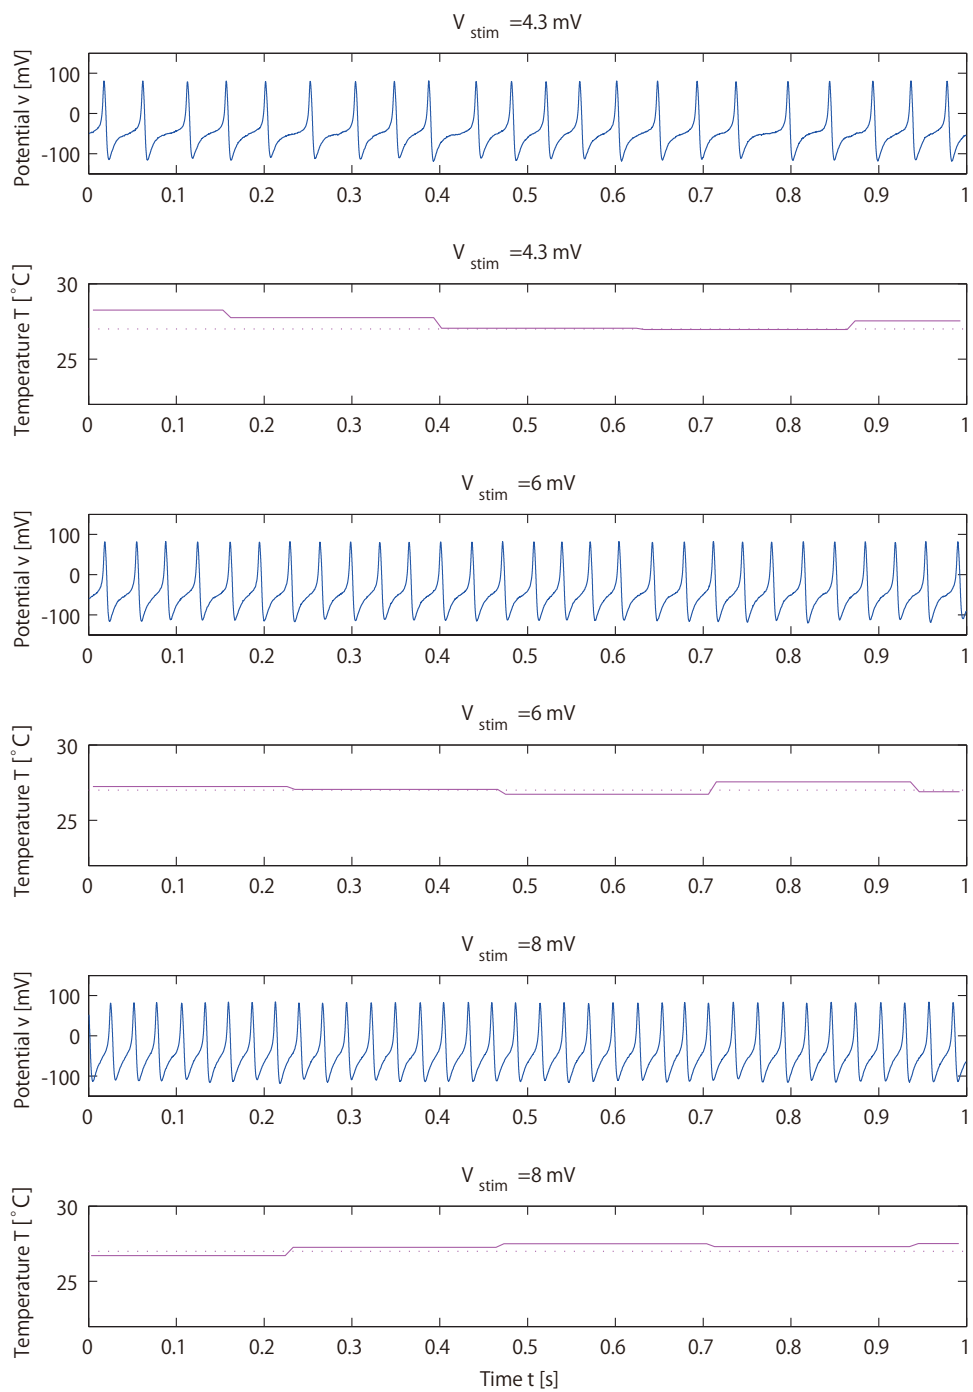 V stim =4.3 mV
Potential v [mV]
100
0
-100
0 0.1 0.2 0.3 0.4 0.5 0.6 0.7 0.8 0.9 1
V stim =4.3 mV
Temperature T [˚C]
30
25
0 0.1 0.2 0.3 0.4 0.5 0.6 0.7 0.8 0.9 1
V stim =6 mV
Potential v [mV]
100
0
-100
0 0.1 0.2 0.3 0.4 0.5 0.6 0.7 0.8 0.9 1
V stim =6 mV
Temperature T [˚C]
30
25
0 0.1 0.2 0.3 0.4 0.5 0.6 0.7 0.8 0.9 1
V stim =8 mV
Potential v [mV]
100
0
-100
0 0.1 0.2 0.3 0.4 0.5 0.6 0.7 0.8 0.9 1
V stim =8 mV
Temperature T [˚C]
30
25
0 0.1 0.2 0.3 0.4 0.5 0.6 0.7 0.8 0.9 1
Time t [s]